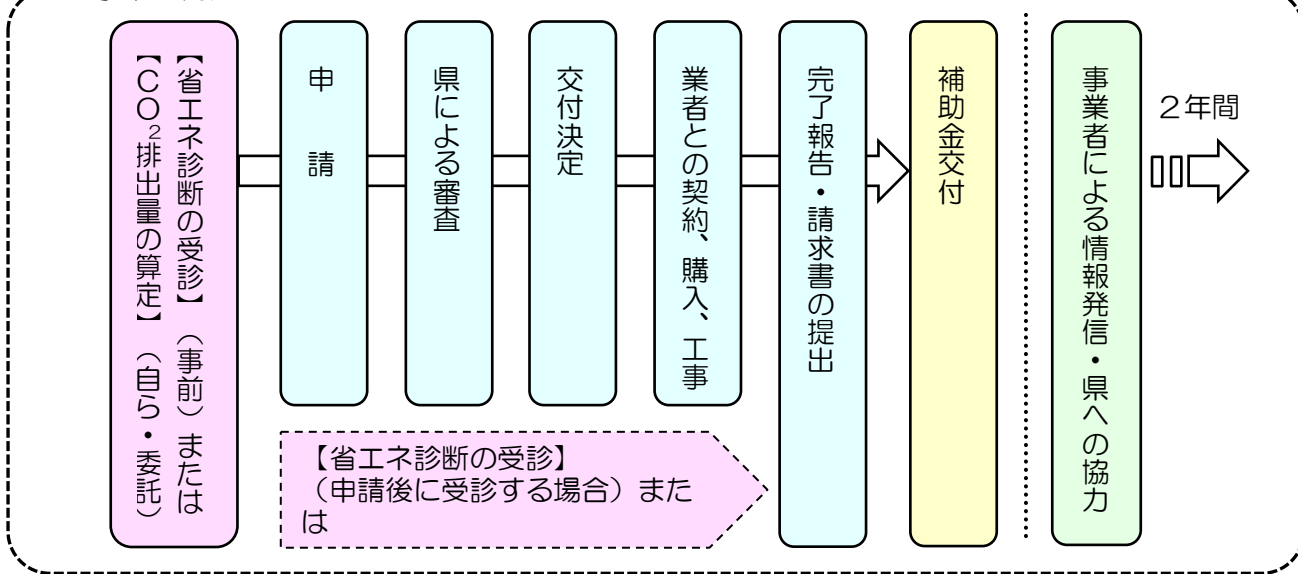 【省エネ診断の受診】（事前）または
【ＣＯ2排出量の算定】（自ら・委託）
申　請
県による審査
交付決定
業者との契約、購入、工事
完了報告・請求書の提出
補助金交付
事業者による情報発信・県への協力
２年間
【省エネ診断の受診】
（申請後に受診する場合）また
は